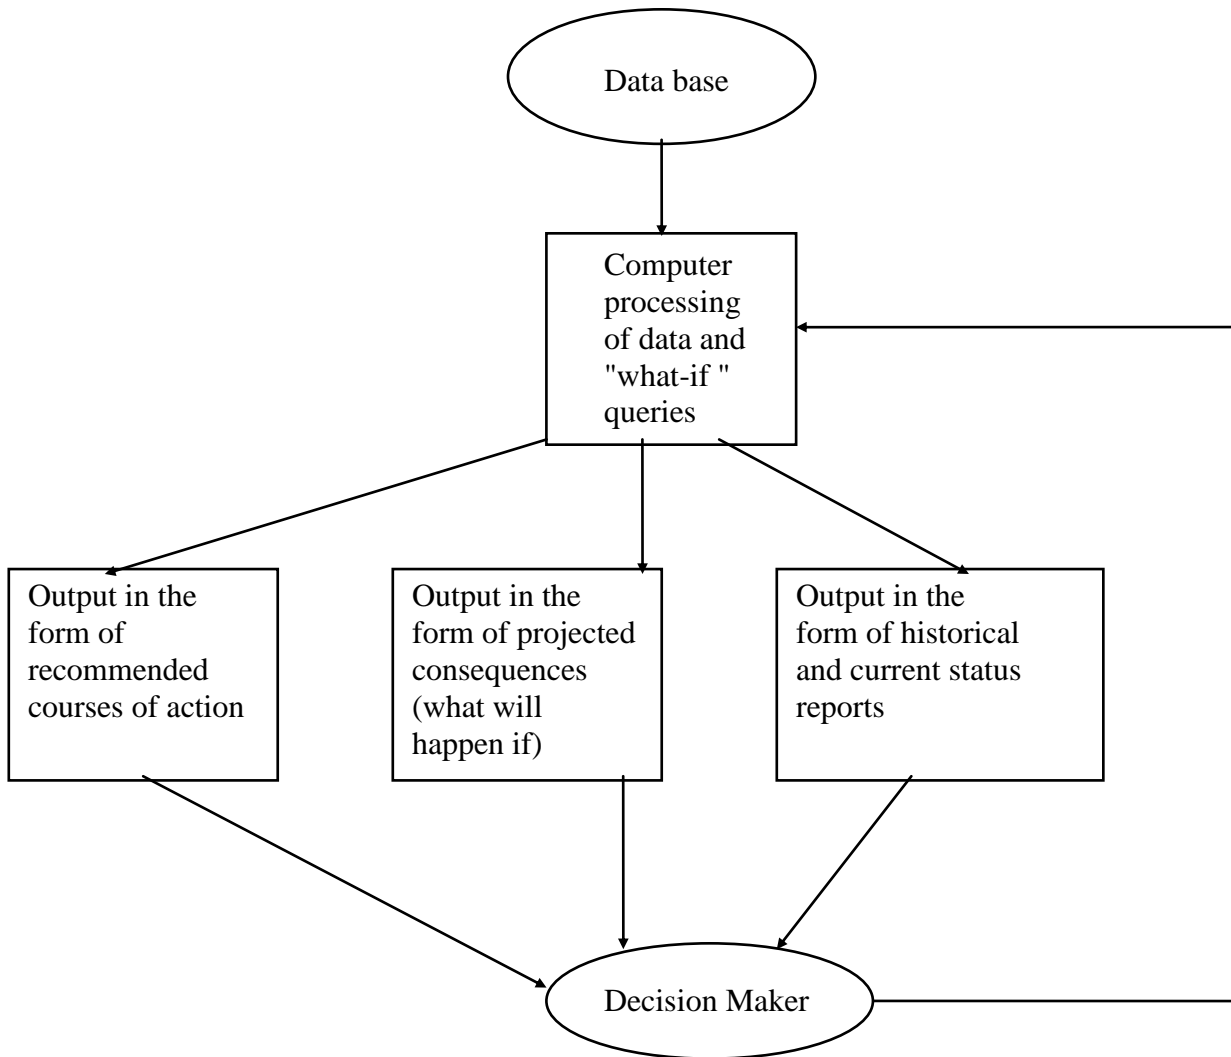 Data base
Computer
processing
of data and
"what-if "
queries
Output in the
form of
recommended
courses of action
Output in the
form of projected
consequences
(what will
happen if)
Output in the
form of historical
and current status
reports
Decision Maker